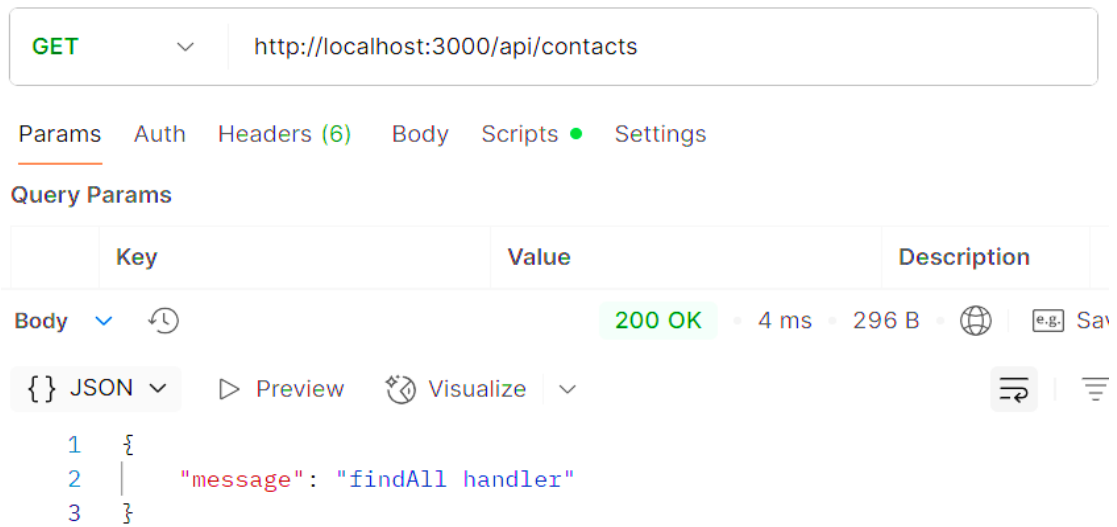 GET http://localhost:3000/api/contacts
Params Auth Headers (6) Body Scripts Settings
Query Params
Key Value Description
Body 200 OK 4 ms 296 B e.g. Sav
{} JSON Preview Visualize
1 {
2 "message": "findAll handler"
3 }